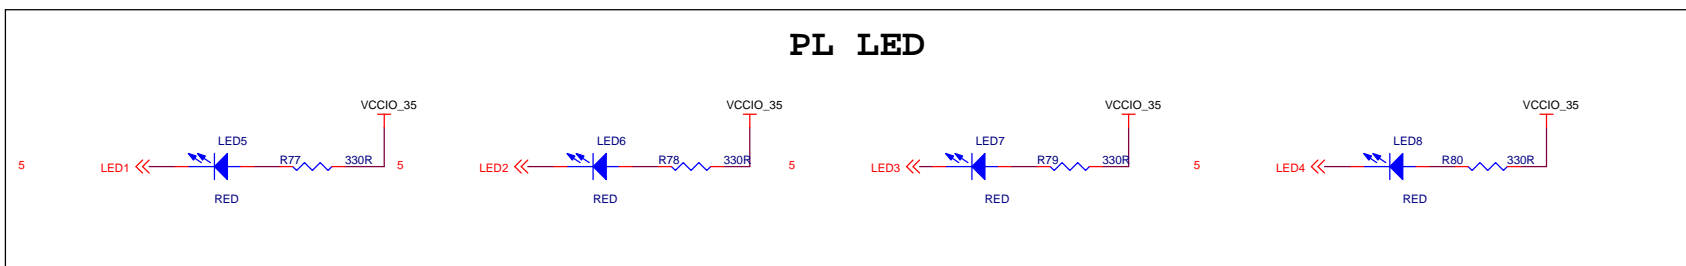 PL LED
VCCIO_35 VCCIO_35 VCCIO_35 VCCIO_35
LED5 LED6 LED7 LED8
5 LED1 R77 330R 5 LED2 R78 330R 5 LED3 R79 330R 5 LED4 R80 330R
RED RED RED RED